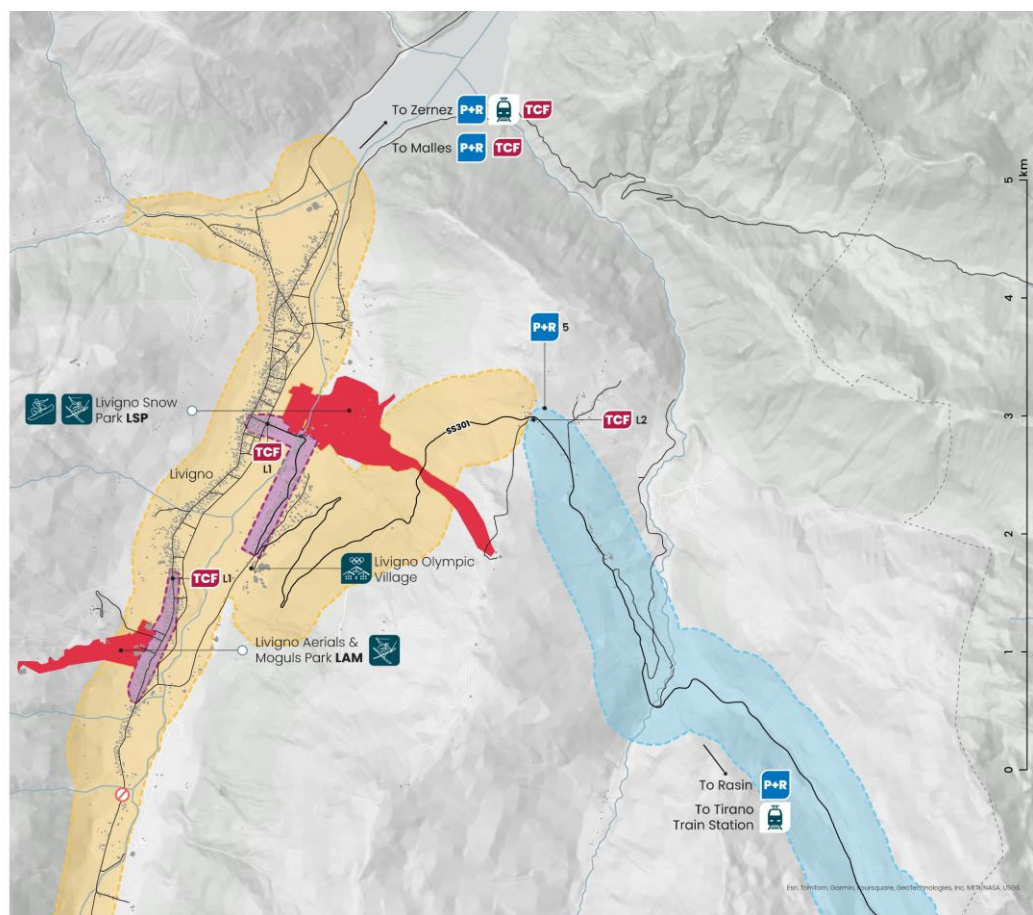 To Zernez P+R TCF
To Malles P+R TCF
km
5
4
3
2
1
0
P+R 5
SS301
TCF L2
Livigno Snow
Park LSP
TCF
L1
Livigno
TCF L1
Livigno Olympic
Village
Livigno Aerials &
Moguls Park LAM
To Rasin P+R
To Tirano
Train Station
Esri, TomTom, Garmin, Foursquare, GeoTechnologies, Inc, METI/NASA, USGS